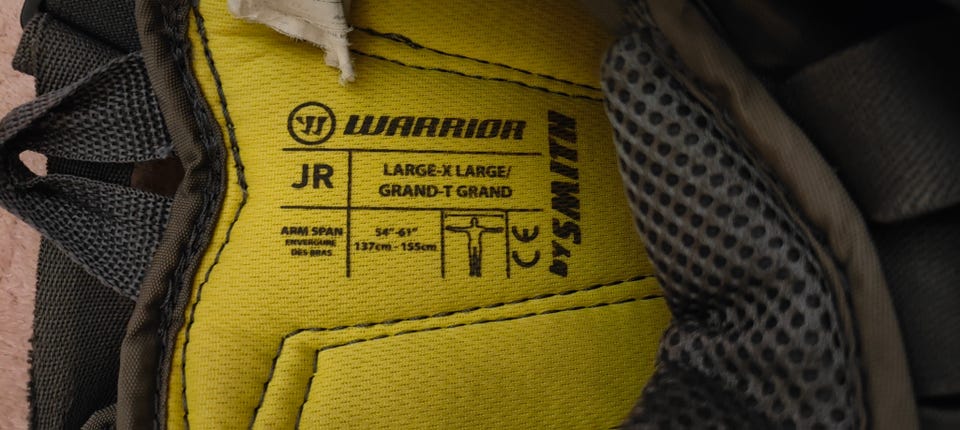 WARRIOR
JR
LARGE-X LARGE/
GRAND-T GRAND
ARM SPAN
ENVERGURE
DES BRAS
54"-61"
137cm - 155cm
CE
BY SMITH